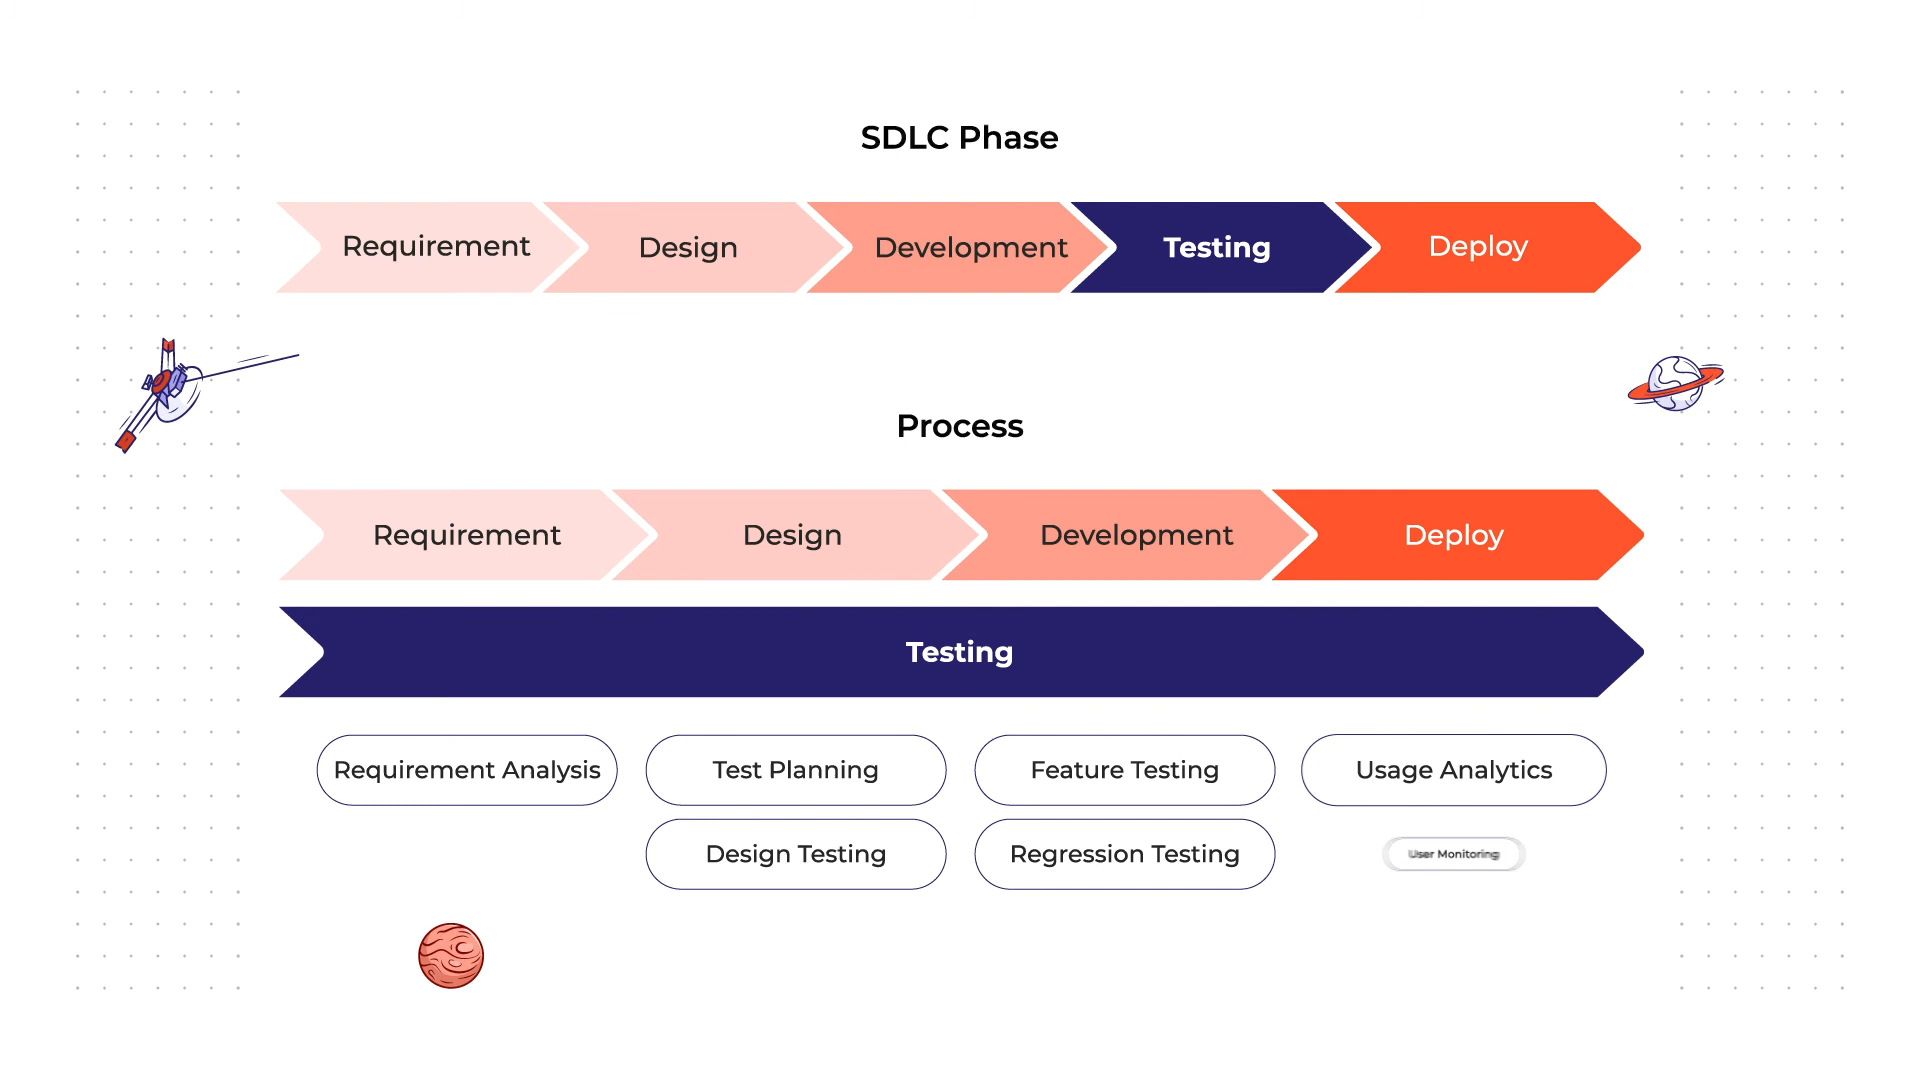 SDLC Phase
Requirement
Design
Development
Testing
Deploy
Process
Requirement
Design
Development
Deploy
Testing
Requirement Analysis
Test Planning
Feature Testing
Usage Analytics
Design Testing
Regression Testing
User Monitoring